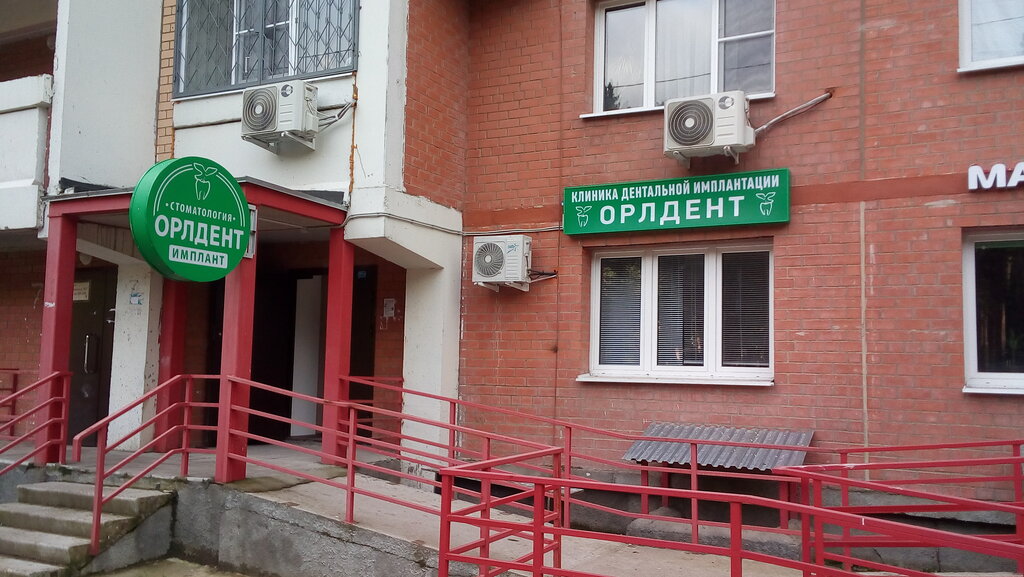 • СТОМАТОЛОГИЯ •
ОРЛДЕНТ
ИМПЛАНТ
КЛИНИКА ДЕНТАЛЬНОЙ ИМПЛАНТАЦИИ
ОРЛДЕНТ
МА